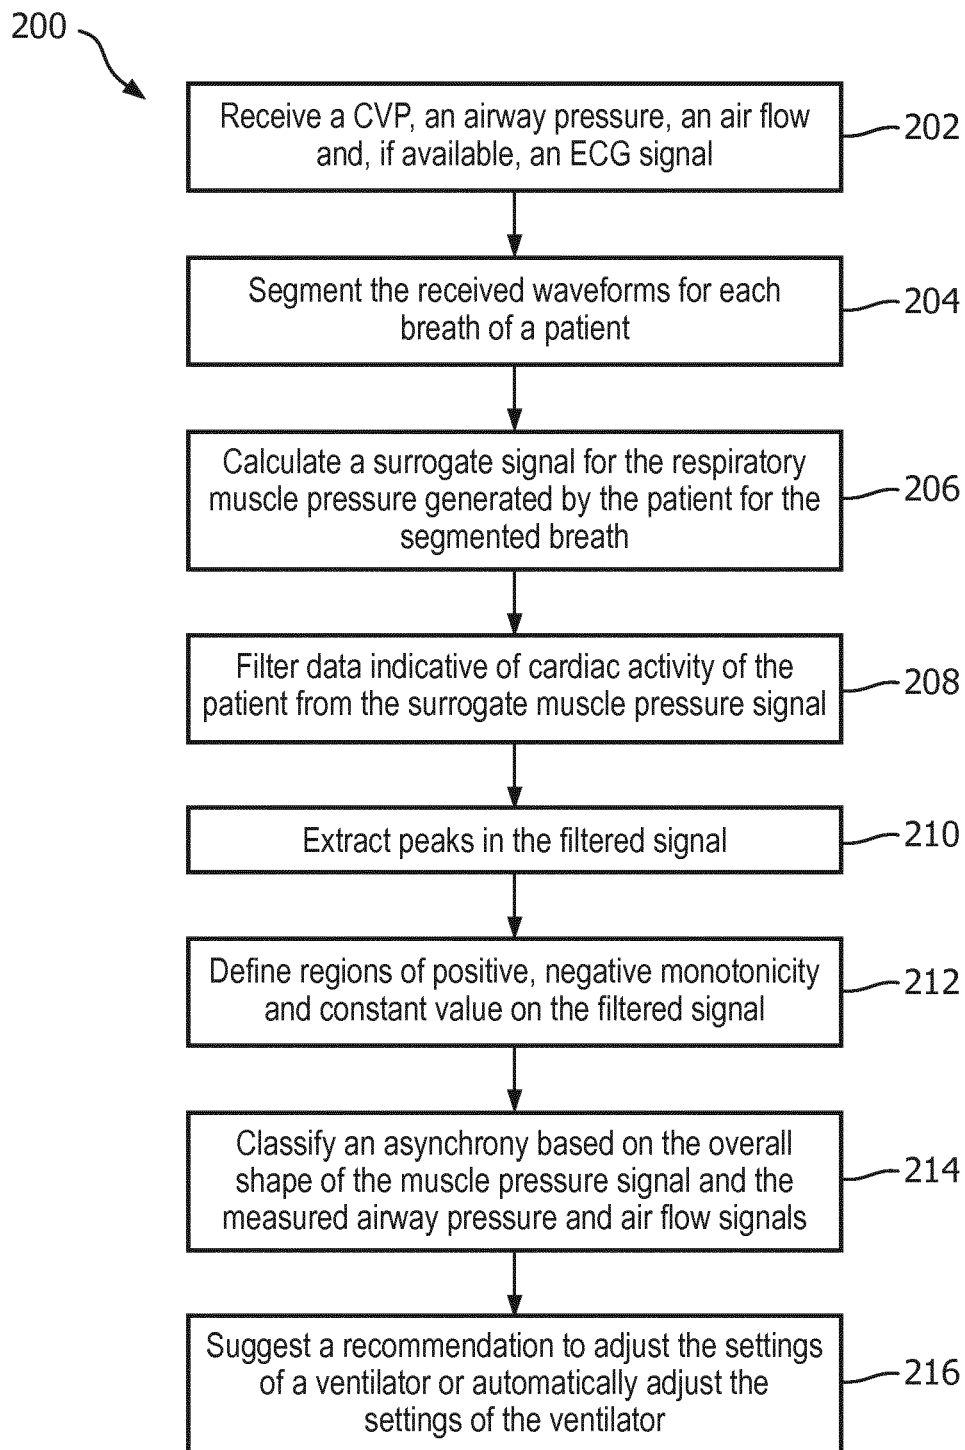 200
Receive a CVP, an airway pressure, an air flow
and, if available, an ECG signal
202
Segment the received waveforms for each
breath of a patient
204
Calculate a surrogate signal for the respiratory
muscle pressure generated by the patient for the
segmented breath
206
Filter data indicative of cardiac activity of the
patient from the surrogate muscle pressure signal
208
Extract peaks in the filtered signal
210
Define regions of positive, negative monotonicity
and constant value on the filtered signal
212
Classify an asynchrony based on the overall
shape of the muscle pressure signal and the
measured airway pressure and air flow signals
214
Suggest a recommendation to adjust the settings
of a ventilator or automatically adjust the
settings of the ventilator
216